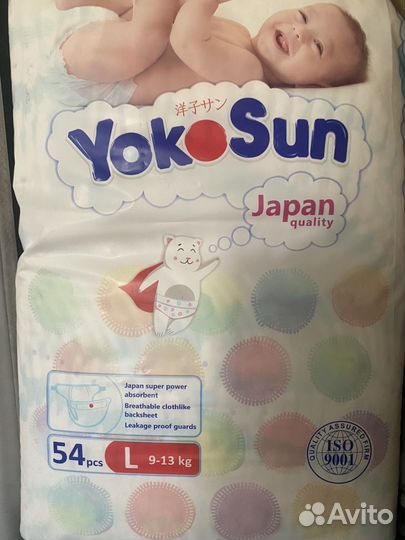 洋子サン
YokoSun
Japan
quality
Japan super power
absorbent
Breathable clothlike
backsheet
Leakage proof guards
54 pcs L 9-13 kg
QUALITY ASSURED FIRM
ISO
9001
Avito